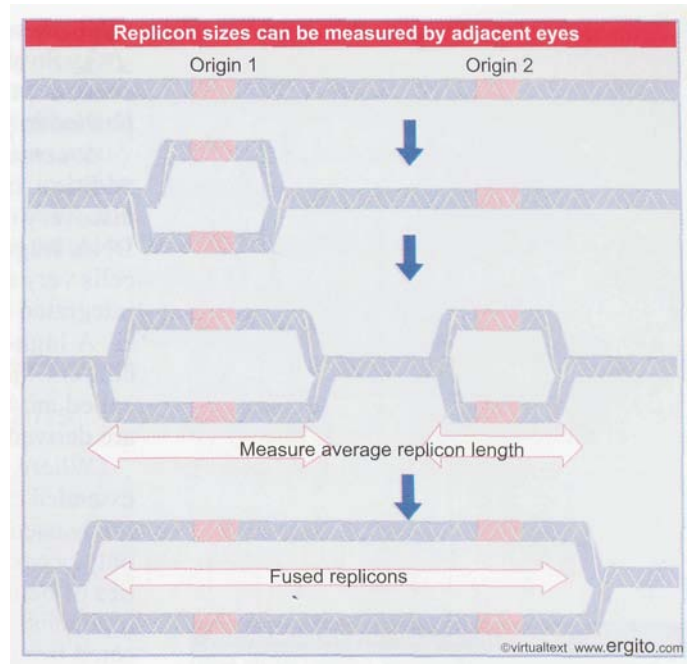 Replicon sizes can be measured by adjacent eyes
Origin 1 Origin 2
Measure average replicon length
Fused replicons
©virtualtext www.ergito.com